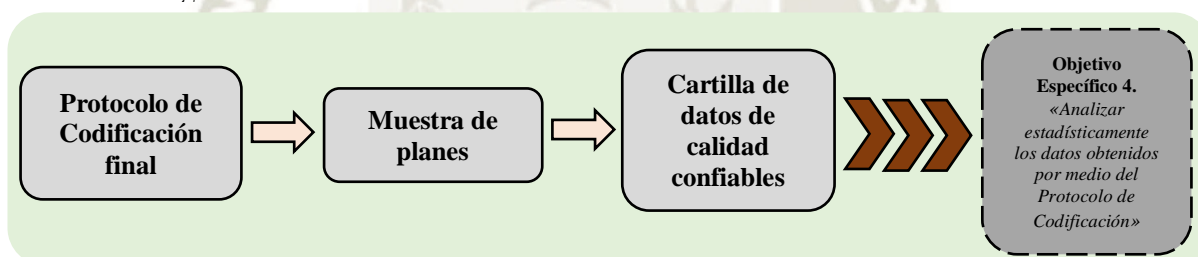 Protocolo de
Codificación
final
Muestra de
planes
Cartilla de
datos de
calidad
confiables
Objetivo
Específico 4.
«Analizar
estadísticamente
los datos obtenidos
por medio del
Protocolo de
Codificación»